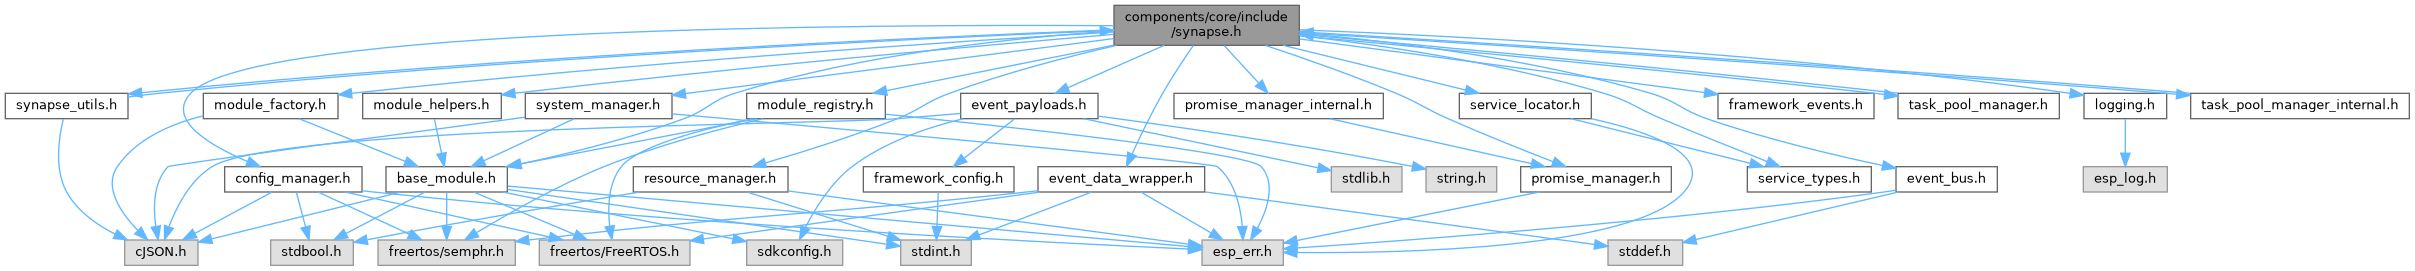 components/core/include
/synapse.h
synapse_utils.h
module_factory.h
module_helpers.h
system_manager.h
module_registry.h
event_payloads.h
promise_manager_internal.h
service_locator.h
framework_events.h
task_pool_manager.h
logging.h
task_pool_manager_internal.h
config_manager.h
base_module.h
resource_manager.h
framework_config.h
event_data_wrapper.h
stdlib.h
string.h
promise_manager.h
service_types.h
event_bus.h
esp_log.h
cJSON.h
stdbool.h
freertos/semphr.h
freertos/FreeRTOS.h
sdkconfig.h
stdint.h
esp_err.h
stddef.h